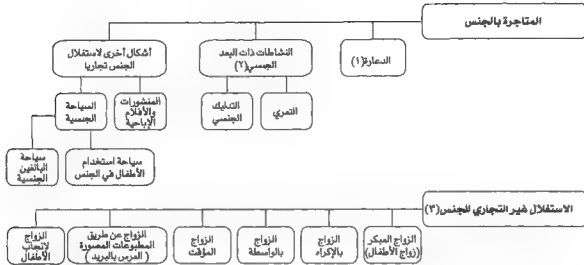 المتاجرة بالجنس
الدعارة(١)
النشاطات ذات البعد
الجنسي(٢)
أشكال أخرى لاستغلال
الجنس تجاريا
التعري
التدليك
الجنسي
المنشورات
والأفلام
الإباحية
السياحة
الجنسية
سياحة استخدام
الأطفال في الجنس
سياحة
البالغين
الجنسية
الاستغلال غير التجاري للجنس(٣)
الزواج المبكر
(زواج الأطفال)
الزواج
بالإكراه
الزواج
بالواسطة
الزواج
المؤقت
الزواج عن طريق
المطبوعات المصورة
( العرس بالبريد )
الزواج
لإنجاب
الأطفال